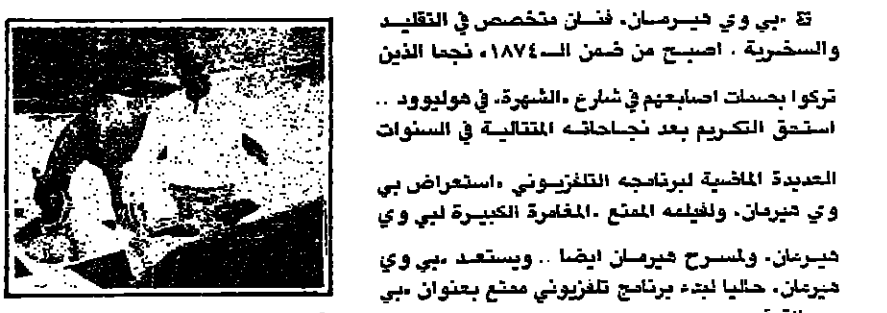 «بي وي هيرمان» فنان متخصص في التقليد
والسخرية . اصبح من ضمن الـ١٨٧٤، نجما الذين
تركوا بصمات اصابعهم في شارع «الشهرة» في هوليوود ..
استحق التكريم بعد نجاحاته المتتالية في السنوات
العديدة الماضية لبرنامجه التلفزيوني «استعراض بي
وي هيرمان» ولفيلمه الممتع «المغامرة الكبيرة لبي وي
هيرمان» ولمسرح هيرمان ايضا .. ويستعد «بي وي
هيرمان» حاليا لبدء برنامج تلفزيوني ممتع بعنوان «بي